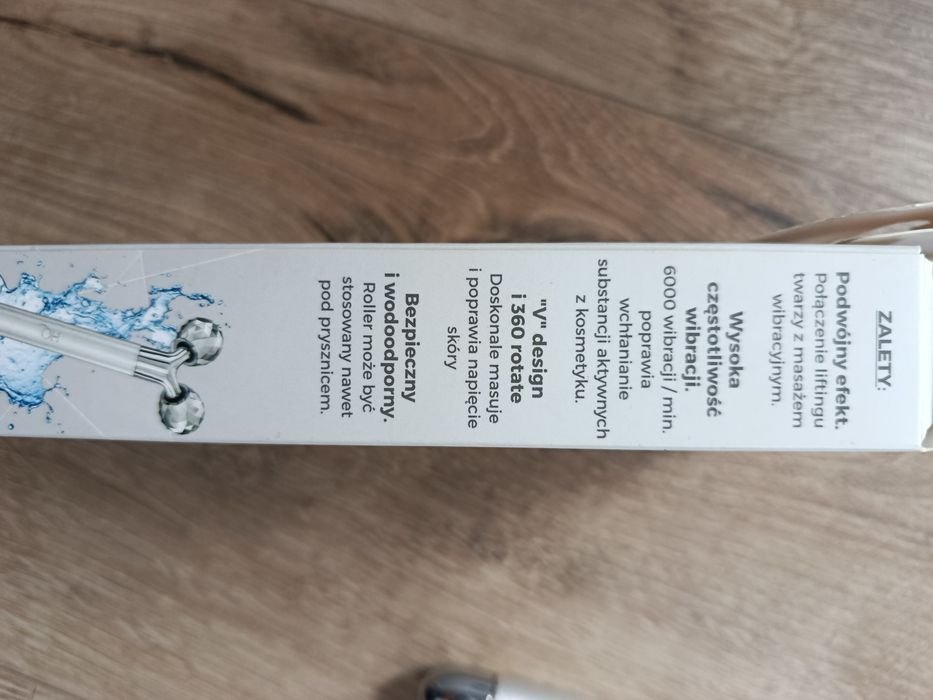 ZALETY:
Podwójny efekt.
Połączenie liftingu
twarzy z masażem
wibracyjnym.
Wysoka
częstotliwość
wibracji.
6000 wibracji / min.
poprawia
wchłanianie
substancji aktywnych
z kosmetyku.
"V" design
i 360 rotate
Doskonale masuje
i poprawia napięcie
skóry
Bezpieczny
i wodoodporny.
Roller może być
stosowany nawet
pod prysznicem.